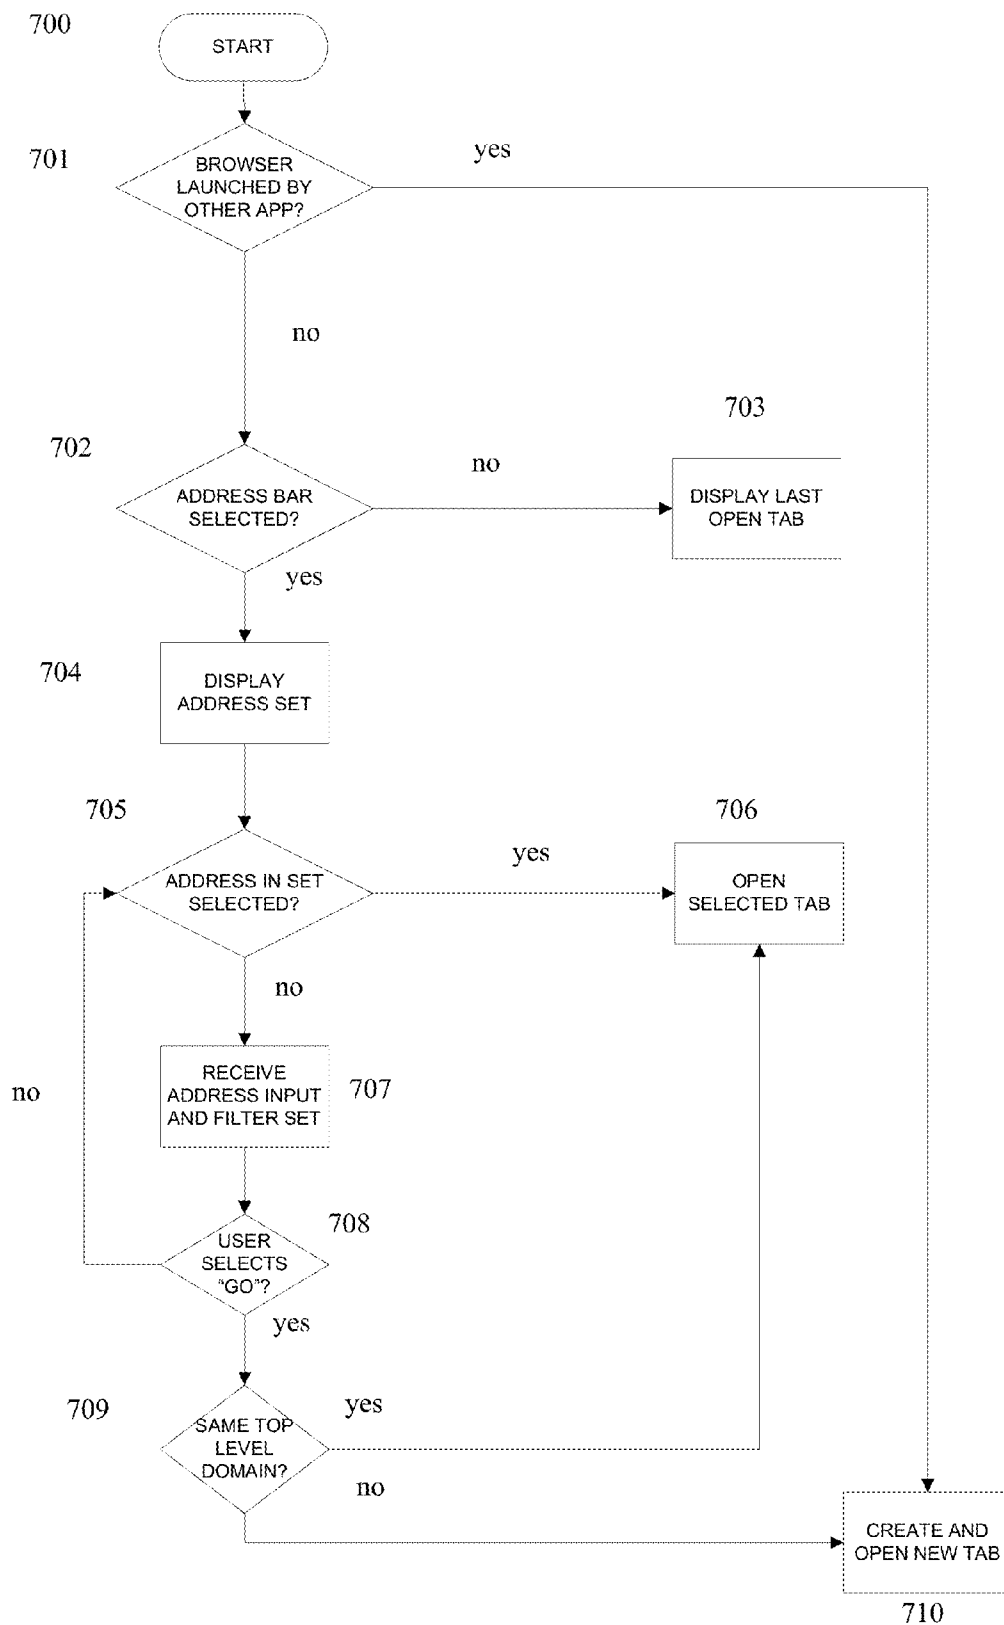 700
START
701
BROWSER
LAUNCHED BY
OTHER APP?
yes
no
703
702
ADDRESS BAR
SELECTED?
no
DISPLAY LAST
OPEN TAB
yes
704
DISPLAY
ADDRESS SET
705
706
ADDRESS IN SET
SELECTED?
yes
OPEN
SELECTED TAB
no
no
RECEIVE
ADDRESS INPUT
AND FILTER SET
707
708
USER
SELECTS
“GO”?
yes
709
SAME TOP
LEVEL
DOMAIN?
yes
no
CREATE AND
OPEN NEW TAB
710